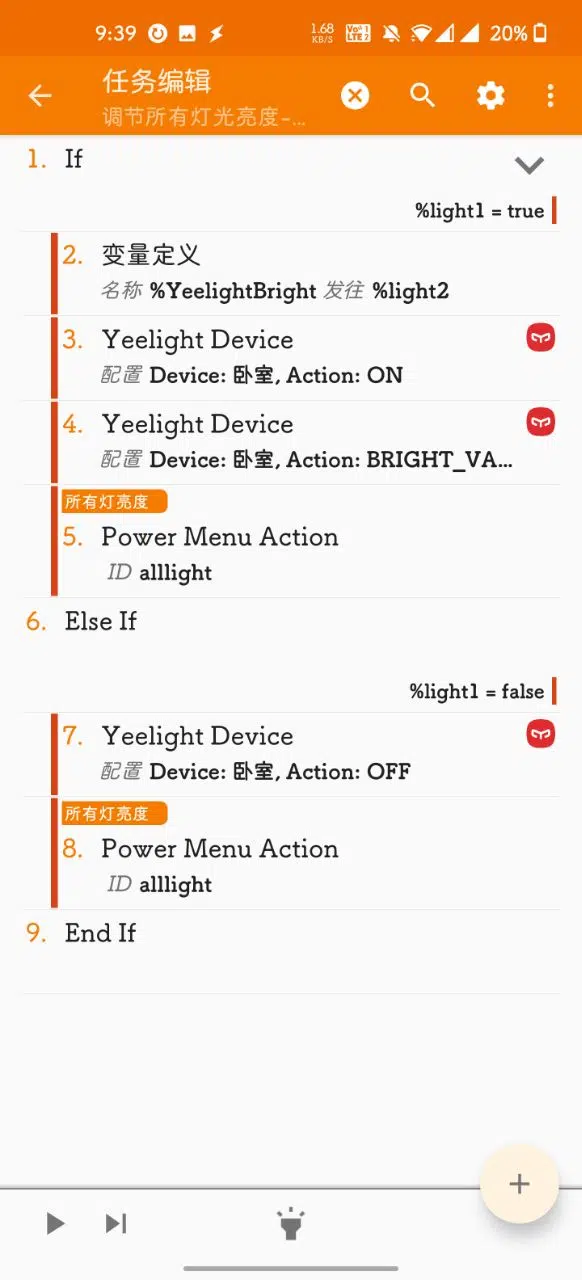 9:39 1.68 KB/S Vo 1 LTE 2 20%
任务编辑
调节所有灯光亮度-...
1. If
%light1 = true
2. 变量定义
名称 %YeelightBright 发往 %light2
3. Yeelight Device
配置 Device: 卧室, Action: ON
4. Yeelight Device
配置 Device: 卧室, Action: BRIGHT_VA...
所有灯亮度
5. Power Menu Action
ID alllight
6. Else If
%light1 = false
7. Yeelight Device
配置 Device: 卧室, Action: OFF
所有灯亮度
8. Power Menu Action
ID alllight
9. End If